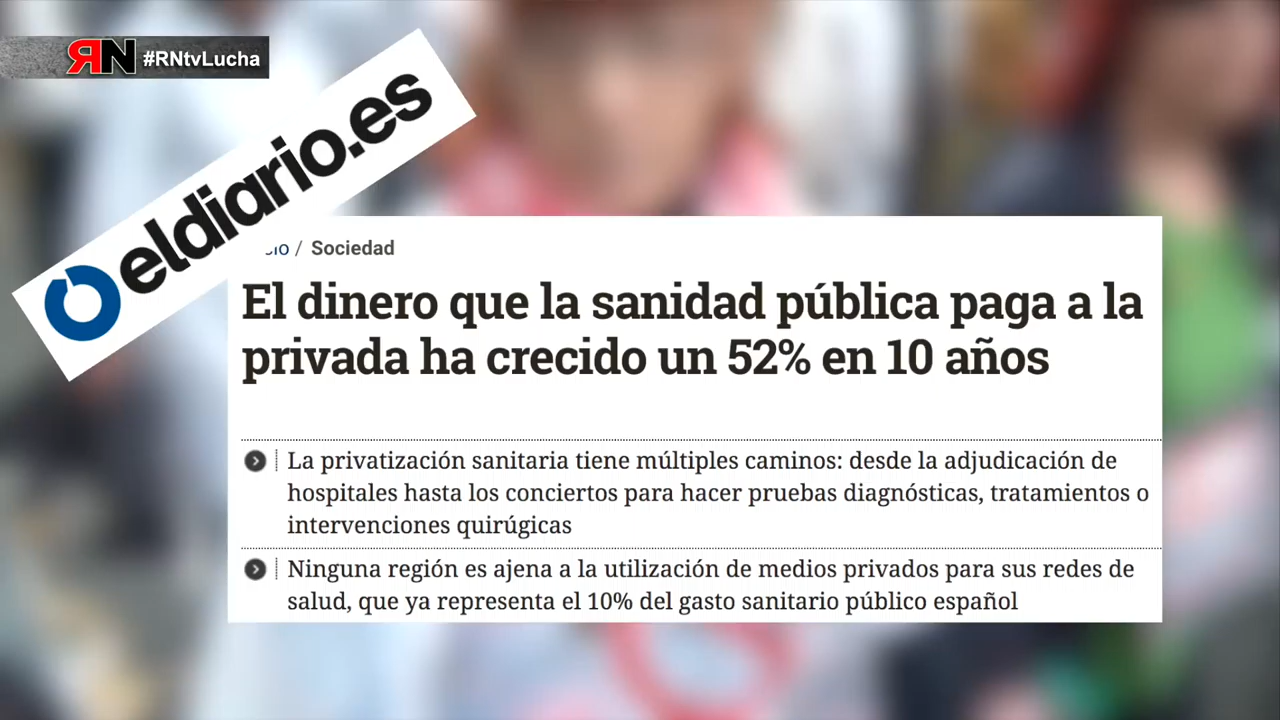 ЯN #RNtvLucha
eldiario.es
/ Sociedad
El dinero que la sanidad pública paga a la
privada ha crecido un 52% en 10 años
La privatización sanitaria tiene múltiples caminos: desde la adjudicación de
hospitales hasta los conciertos para hacer pruebas diagnósticas, tratamientos o
intervenciones quirúgicas
Ninguna región es ajena a la utilización de medios privados para sus redes de
salud, que ya representa el 10% del gasto sanitario público español